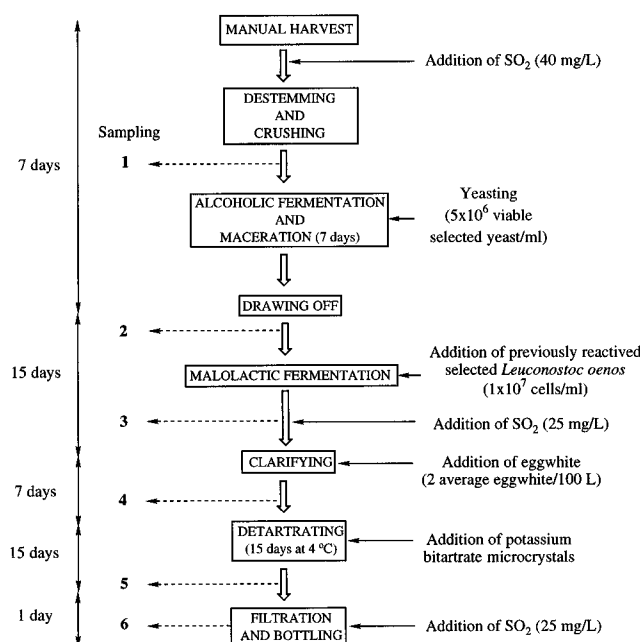 MANUAL HARVEST
Addition of SO2 (40 mg/L)
DESTEMMING
AND
CRUSHING
Sampling
1
7 days
ALCOHOLIC FERMENTATION
AND
MACERATION (7 days)
Yeasting
(5x10^6 viable
selected yeast/ml)
DRAWING OFF
2
15 days
MALOLACTIC FERMENTATION
Addition of previously reactived
selected Leuconostoc oenos
(1x10^7 cells/ml)
3
Addition of SO2 (25 mg/L)
CLARIFYING
Addition of eggwhite
(2 average eggwhite/100 L)
7 days
4
DETARTRATING
(15 days at 4 ºC)
Addition of potassium
bitartrate microcrystals
15 days
5
1 day
6
FILTRATION
AND BOTTLING
Addition of SO2 (25 mg/L)